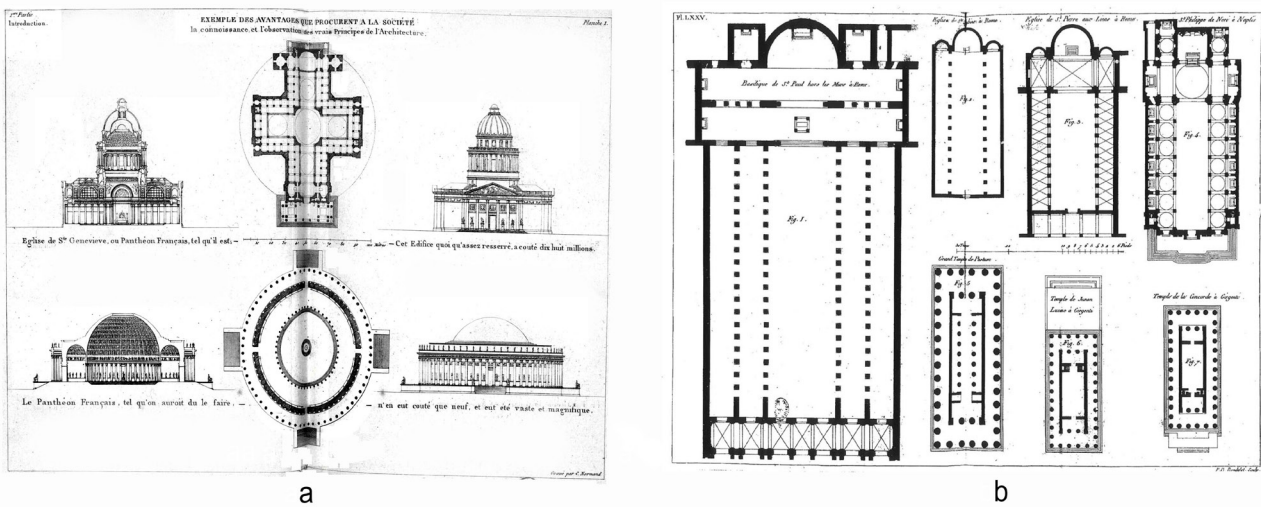 1re Partie
Introduction.
EXEMPLE DES AVANTAGES QUE PROCURENT A LA SOCIÉTÉ
la connoissance et l'observation des vrais Principes de l'Architecture.
Planche 1.
Eglise de Ste Genevieve, ou Panthéon Français, tel qu'il est; —
— Cet Edifice quoi qu'assez resserré, a couté dix huit millions.
Le Panthéon Français, tel qu'on auroit du le faire. —
— n'en eut couté que neuf, et eut été vaste et magnifique.
Gravé par C. Normand.
a
Pl. LXXV.
Basilique de St. Paul hors les Murs à Rome.
Fig. 1.
Eglise de St. à Rome.
Fig. 2.
Eglise de St. Pierre aux Liens à Rome.
Fig. 3.
St. Philippe de Neri à Naples
Fig. 4.
Grand Temple de Pæstum.
Fig. 5
Temple de Junon
Lucine à Girgenti
Fig. 6.
Temple de la Concorde à Girgenti
Fig. 7.
b